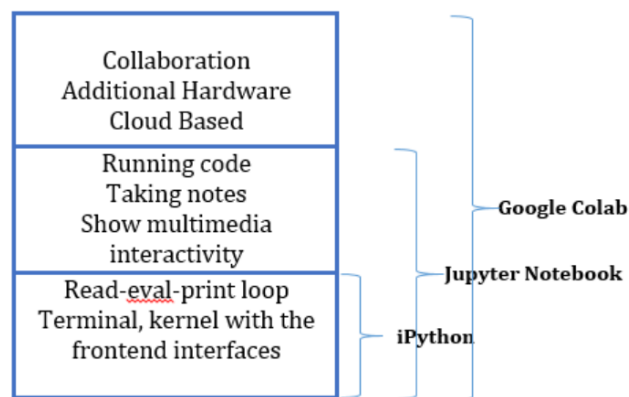 Collaboration
Additional Hardware
Cloud Based
Running code
Taking notes
Show multimedia
interactivity
Read-eval-print loop
Terminal, kernel with the
frontend interfaces
Google Colab
Jupyter Notebook
iPython